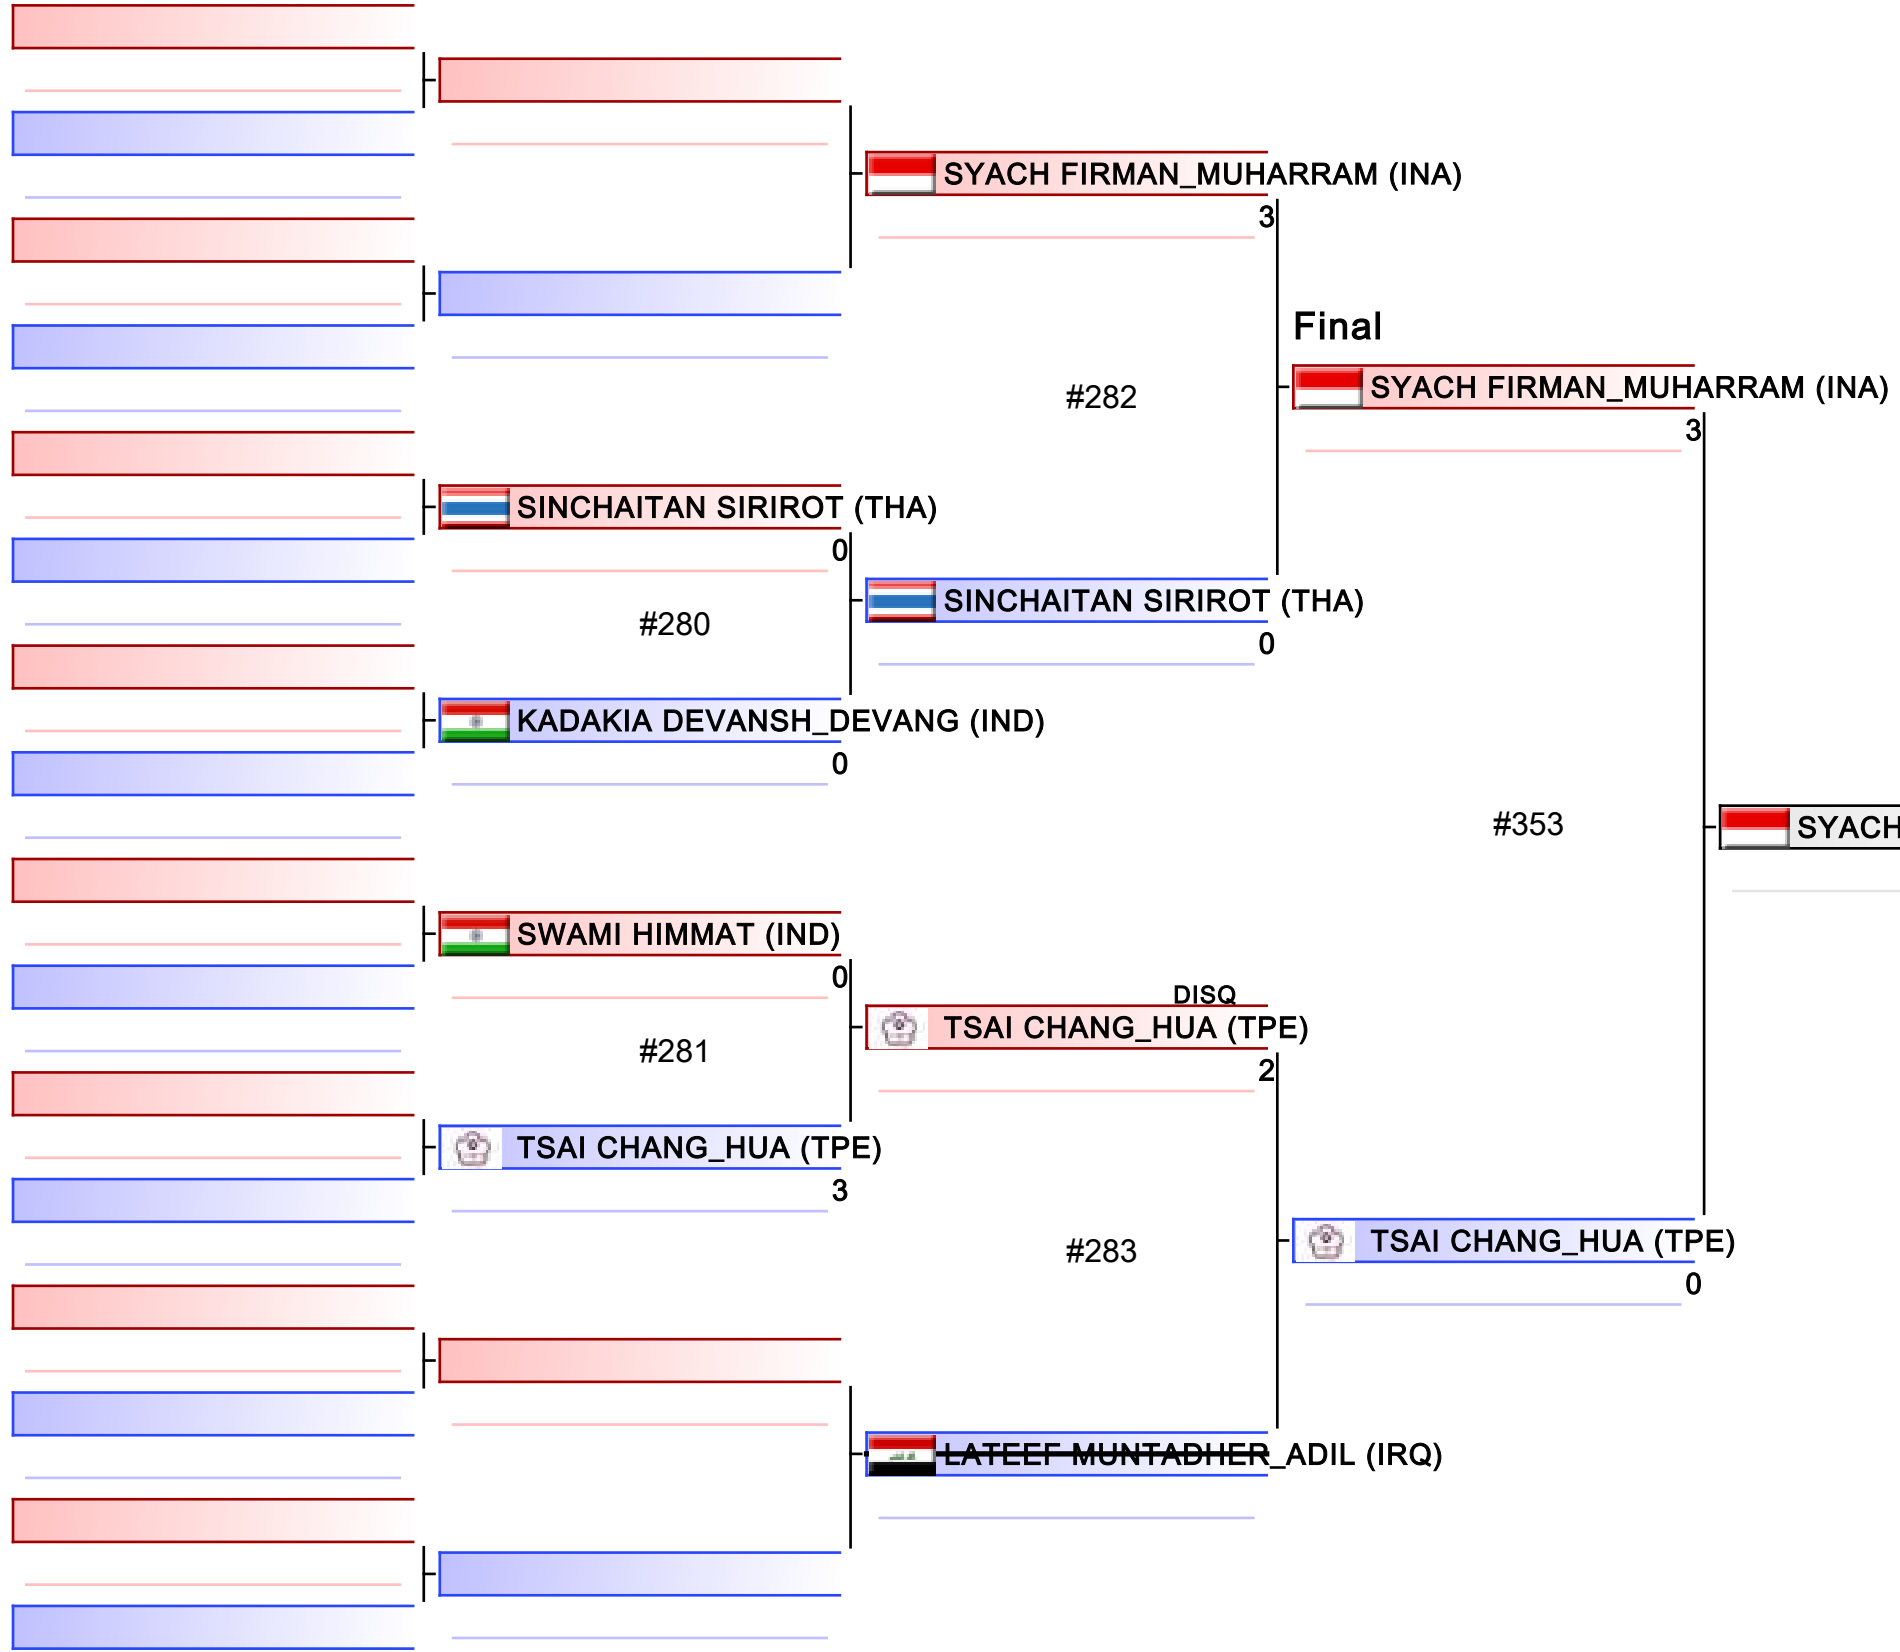 SYACH FIRMAN_MUHARRAM (INA)
3
Final
SYACH FIRMAN_MUHARRAM (INA)
#282
3
SINCHAITAN SIRIROT (THA)
0
SINCHAITAN SIRIROT (THA)
#280
0
KADAKIA DEVANSH_DEVANG (IND)
0
#353
SYACH
SWAMI HIMMAT (IND)
0
DISQ
TSAI CHANG_HUA (TPE)
#281
2
TSAI CHANG_HUA (TPE)
3
#283
TSAI CHANG_HUA (TPE)
0
LATEEF MUNTADHER_ADIL (IRQ)